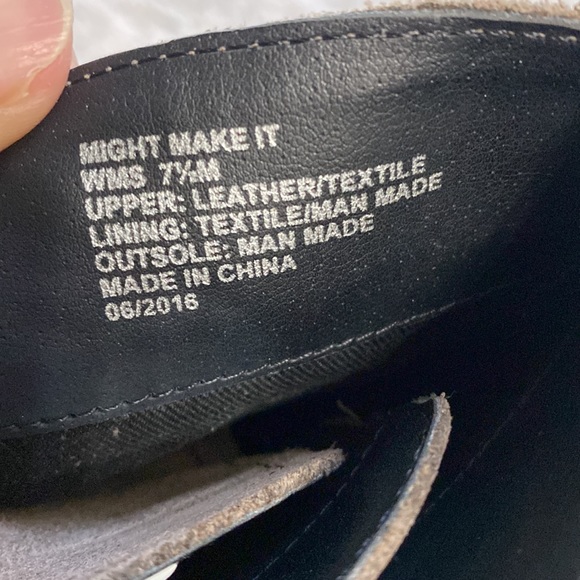 MIGHT MAKE IT
WMS 7½M
UPPER: LEATHER/TEXTILE
LINING: TEXTILE/MAN MADE
OUTSOLE: MAN MADE
MADE IN CHINA
06/2016